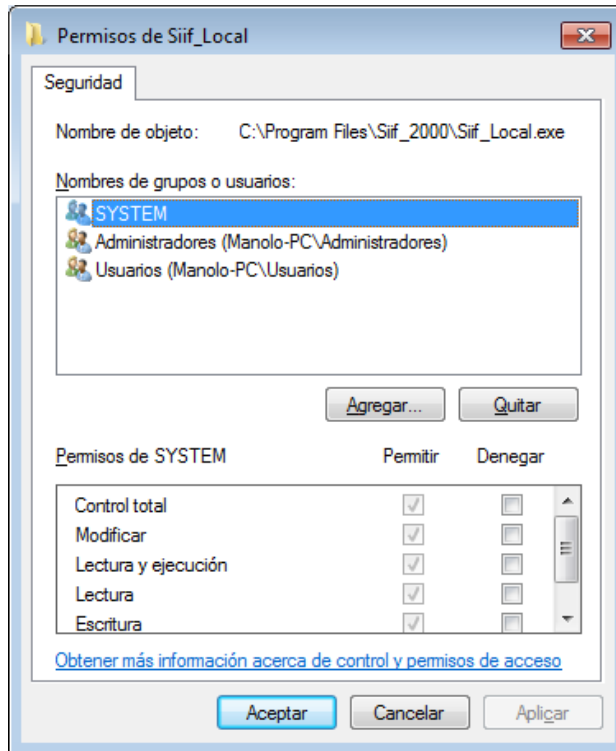 Permisos de Siif_Local
Seguridad
Nombre de objeto: C:\Program Files\Siif_2000\Siif_Local.exe
Nombres de grupos o usuarios:
SYSTEM
Administradores (Manolo-PC\Administradores)
Usuarios (Manolo-PC\Usuarios)
Agregar... Quitar
Permisos de SYSTEM Permitir Denegar
Control total
Modificar
Lectura y ejecución
Lectura
Escritura
Obtener más información acerca de control y permisos de acceso
Aceptar Cancelar Aplicar